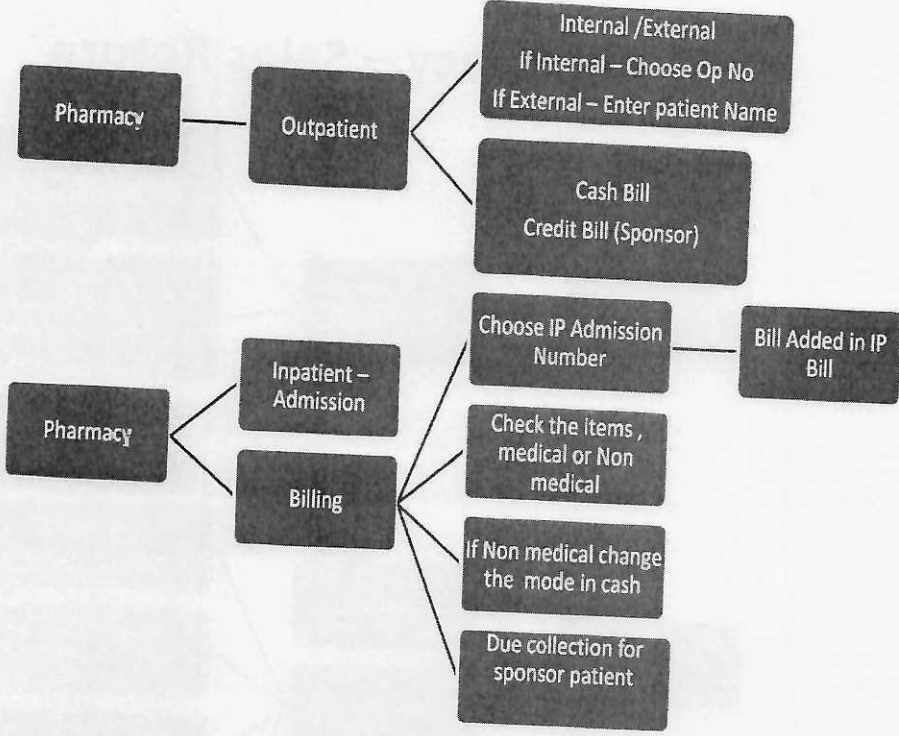 Pharmacy
Outpatient
Internal /External
If Internal – Choose Op No
If External – Enter patient Name
Cash Bill
Credit Bill (Sponsor)
Pharmacy
Inpatient –
Admission
Billing
Choose IP Admission
Number
Bill Added in IP
Bill
Check the Items ,
medical or Non
medical
If Non medical change
the mode in cash
Due collection for
sponsor patient
Sales Return